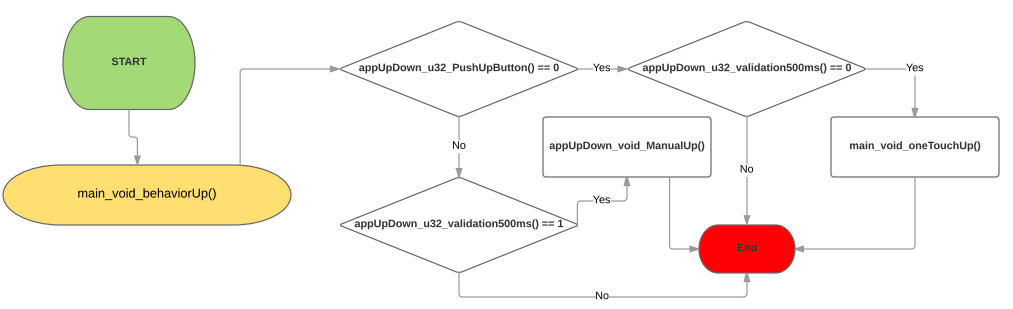 START
appUpDown_u32_PushUpButton() == 0
Yes
appUpDown_u32_validation500ms() == 0
Yes
No
appUpDown_void_ManualUp()
main_void_oneTouchUp()
No
main_void_behaviorUp()
Yes
appUpDown_u32_validation500ms() == 1
End
No